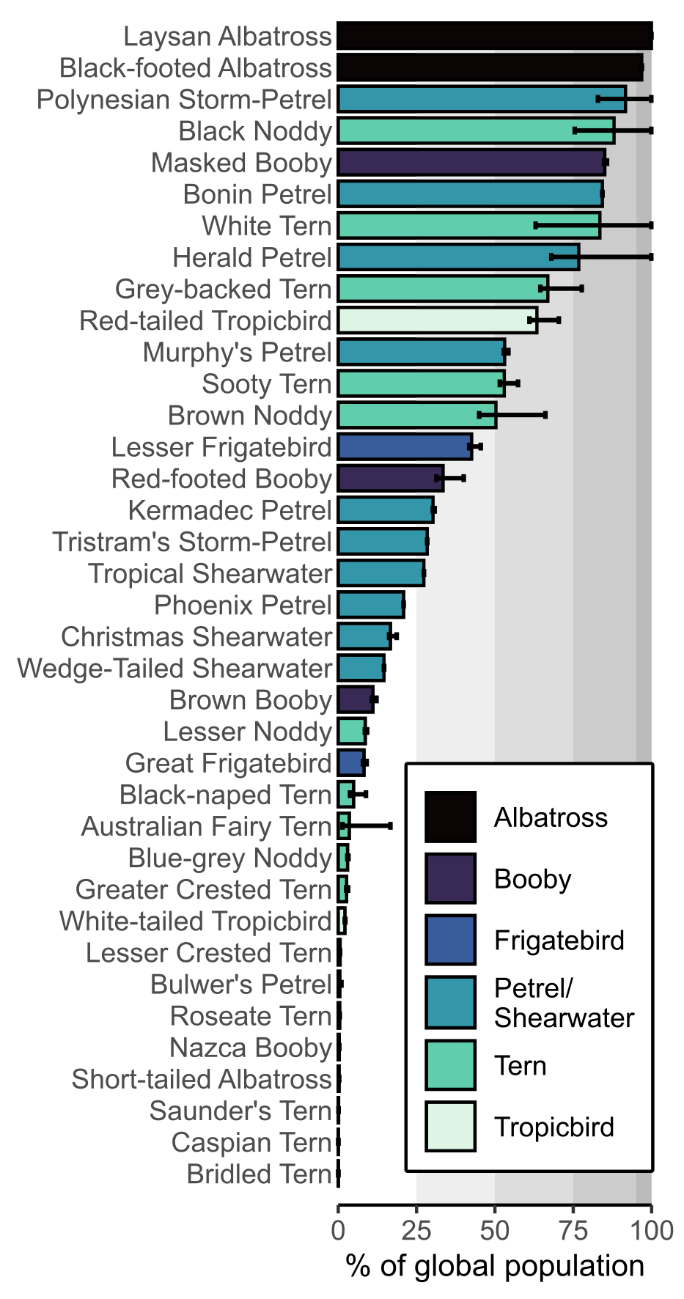 Laysan Albatross
Black-footed Albatross
Polynesian Storm-Petrel
Black Noddy
Masked Booby
Bonin Petrel
White Tern
Herald Petrel
Grey-backed Tern
Red-tailed Tropicbird
Murphy's Petrel
Sooty Tern
Brown Noddy
Lesser Frigatebird
Red-footed Booby
Kermadec Petrel
Tristram's Storm-Petrel
Tropical Shearwater
Phoenix Petrel
Christmas Shearwater
Wedge-Tailed Shearwater
Brown Booby
Lesser Noddy
Great Frigatebird
Black-naped Tern
Australian Fairy Tern
Blue-grey Noddy
Greater Crested Tern
White-tailed Tropicbird
Lesser Crested Tern
Bulwer's Petrel
Roseate Tern
Nazca Booby
Short-tailed Albatross
Saunder's Tern
Caspian Tern
Bridled Tern
Albatross
Booby
Frigatebird
Petrel/
Shearwater
Tern
Tropicbird
0 25 50 75 100
% of global population